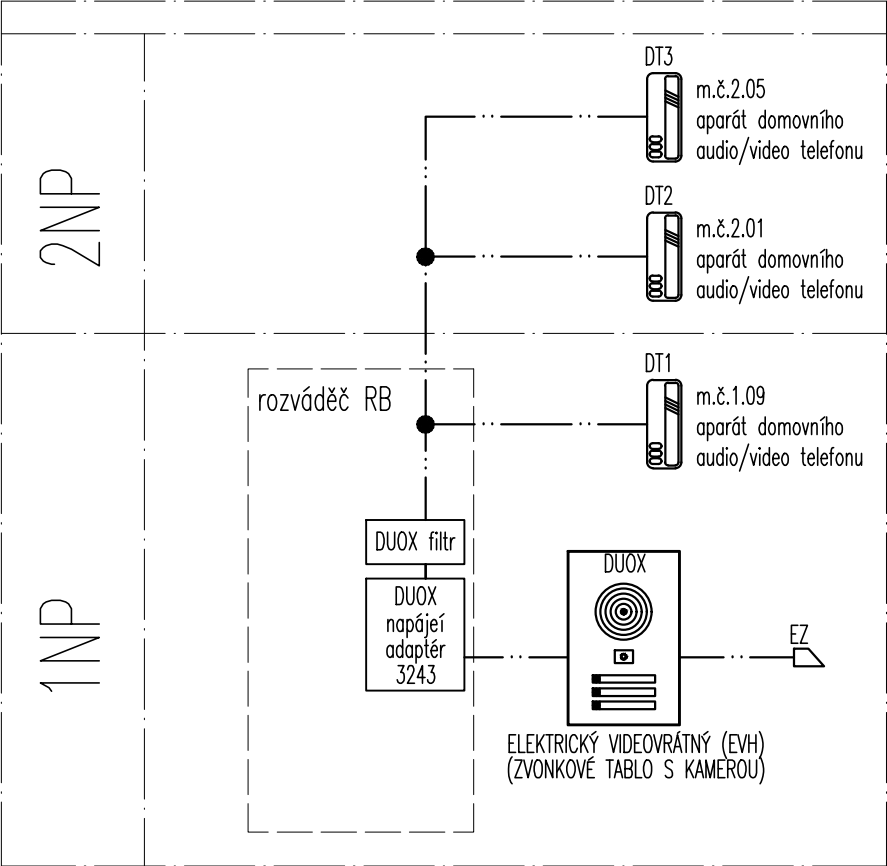 DT3
m.č.2.05
aparát domovního
audio/video telefonu
2NP
DT2
m.č.2.01
aparát domovního
audio/video telefonu
DT1
rozváděč RB
m.č.1.09
aparát domovního
audio/video telefonu
DUOX filtr
DUOX
DUOX
napájeí
adaptér
3243
1NP
EZ
ELEKTRICKÝ VIDEOVRÁTNÝ (EVH)
(ZVONKOVÉ TABLO S KAMEROU)